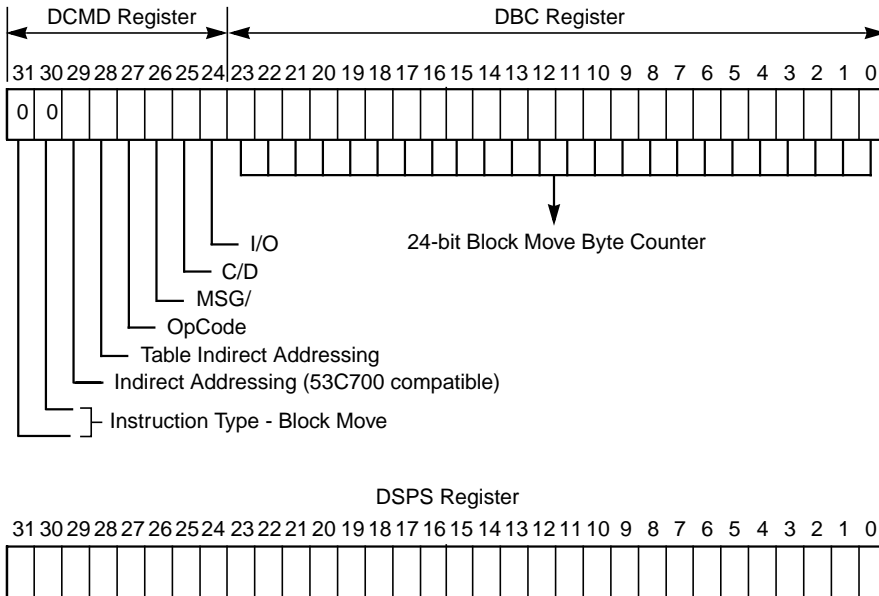 DCMD Register DBC Register
31 30 29 28 27 26 25 24 23 22 21 20 19 18 17 16 15 14 13 12 11 10 9 8 7 6 5 4 3 2 1 0
0 0
I/O
24-bit Block Move Byte Counter
C/D
MSG/
OpCode
Table Indirect Addressing
Indirect Addressing (53C700 compatible)
Instruction Type - Block Move
DSPS Register
31 30 29 28 27 26 25 24 23 22 21 20 19 18 17 16 15 14 13 12 11 10 9 8 7 6 5 4 3 2 1 0